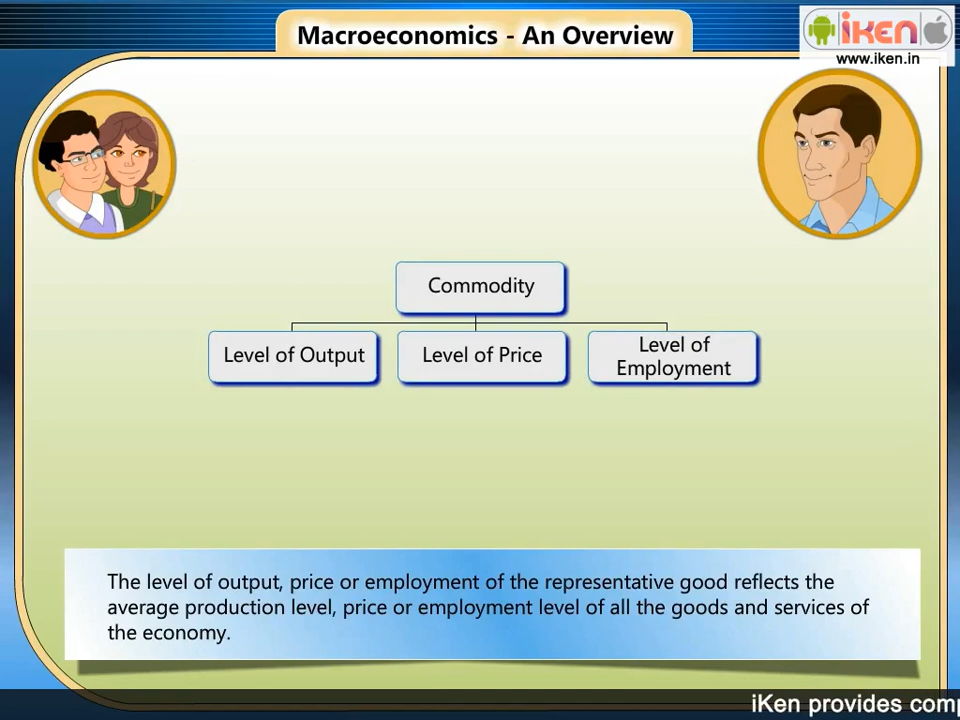 Macroeconomics - An Overview
iKEN
www.iken.in
Commodity
Level of Output
Level of Price
Level of
Employment
The level of output, price or employment of the representative good reflects the
average production level, price or employment level of all the goods and services of
the economy.
iKen provides comp